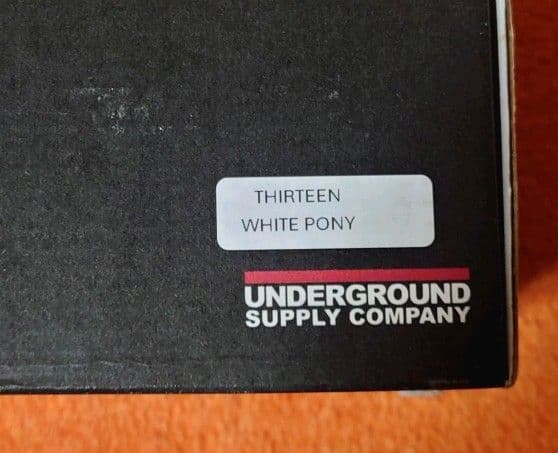 THIRTEEN
WHITE PONY
UNDERGROUND
SUPPLY COMPANY